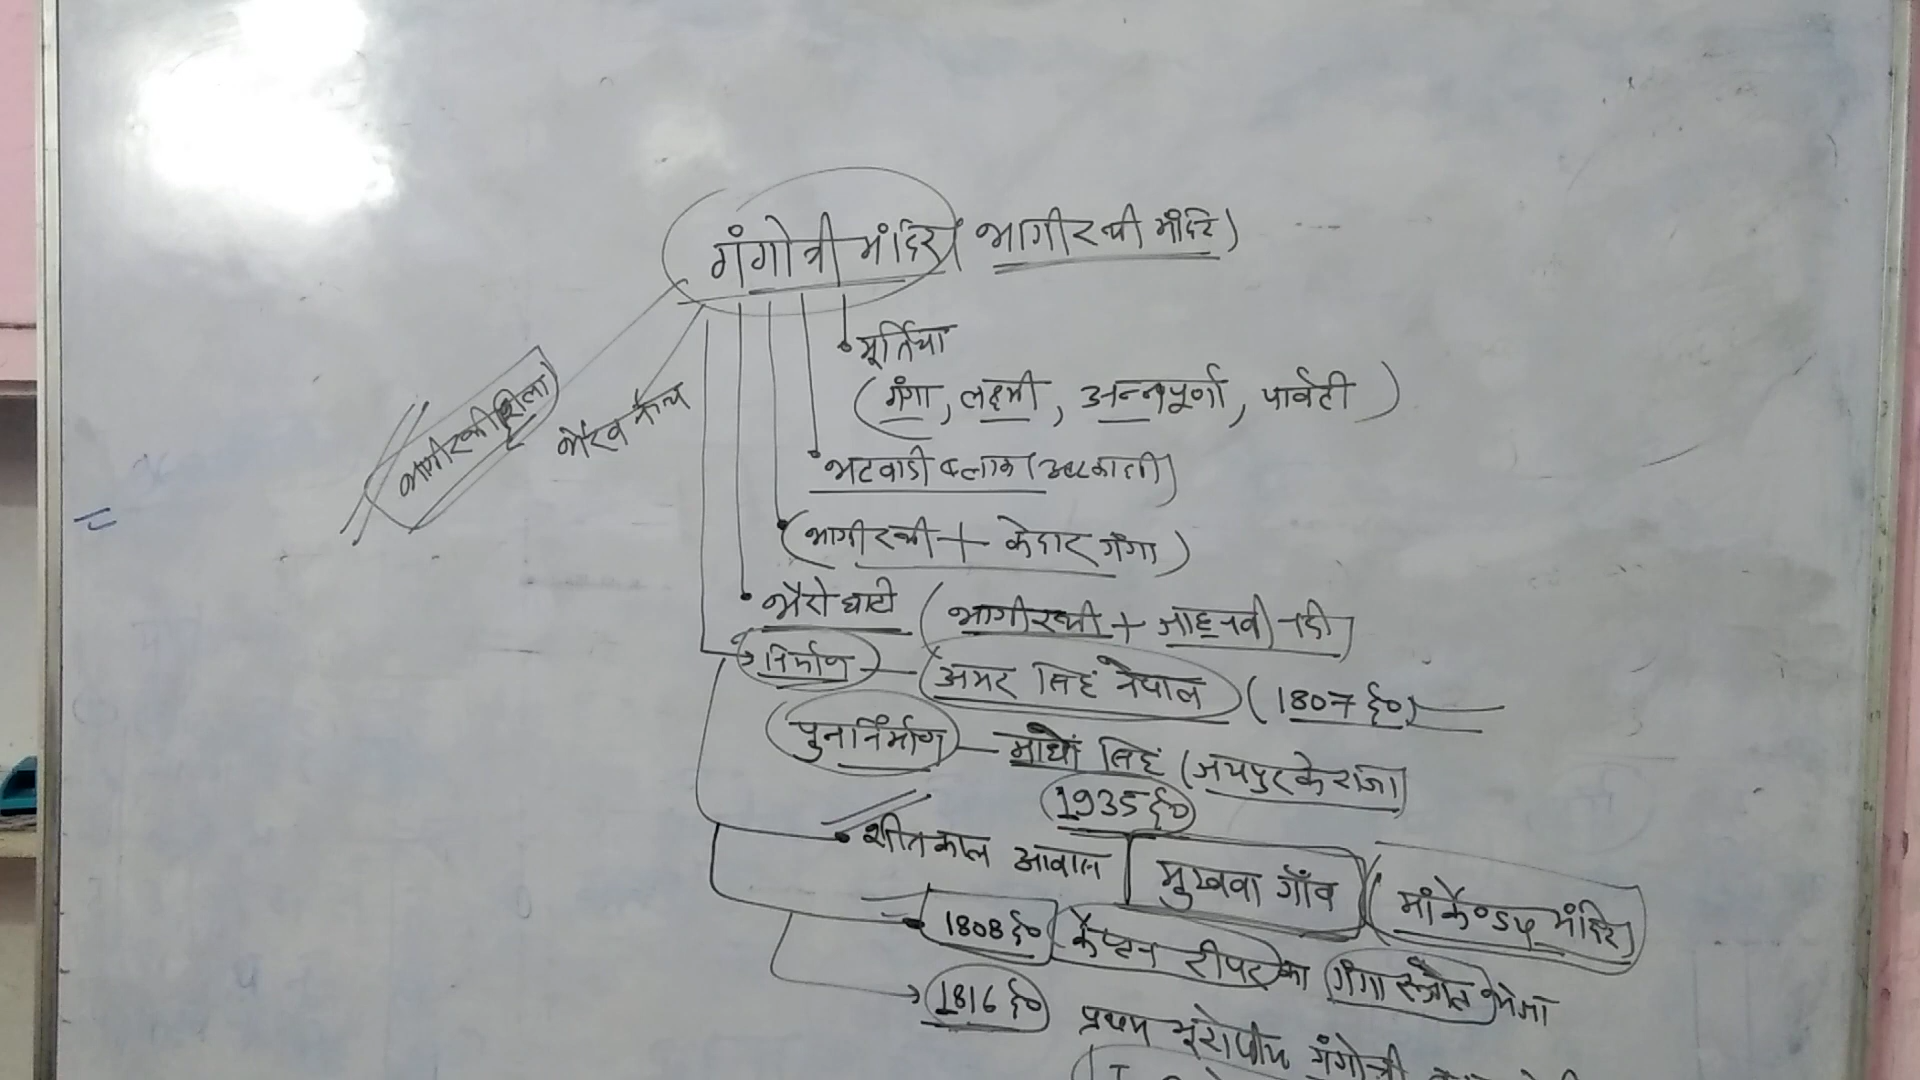 गंगोत्री मंदिर (भागीरथी मंदिर)
मूर्तिया
(गंगा, लक्ष्मी, अन्नपूर्णा, पार्वती)
भागीरथी शिला
भैरव
भटवाडी ब्लाक (उत्तरकाशी)
(भागीरथी + केदार गंगा)
भैरो घाटी (भागीरथी + जाह्नवी नदी)
निर्माण - अमर सिंह नेपाल (1807 ई०)
पुनर्निर्माण - माधो सिंह (जयपुर के राजा)
1935 ई०
शीतकाल आवास मुखवा गाँव (मार्कण्डेय मंदिर)
1808 ई० कैप्टन रीपर का गंगा स्त्रोत भेजा
1816 ई० प्रथम यूरोपीय गंगोत्री